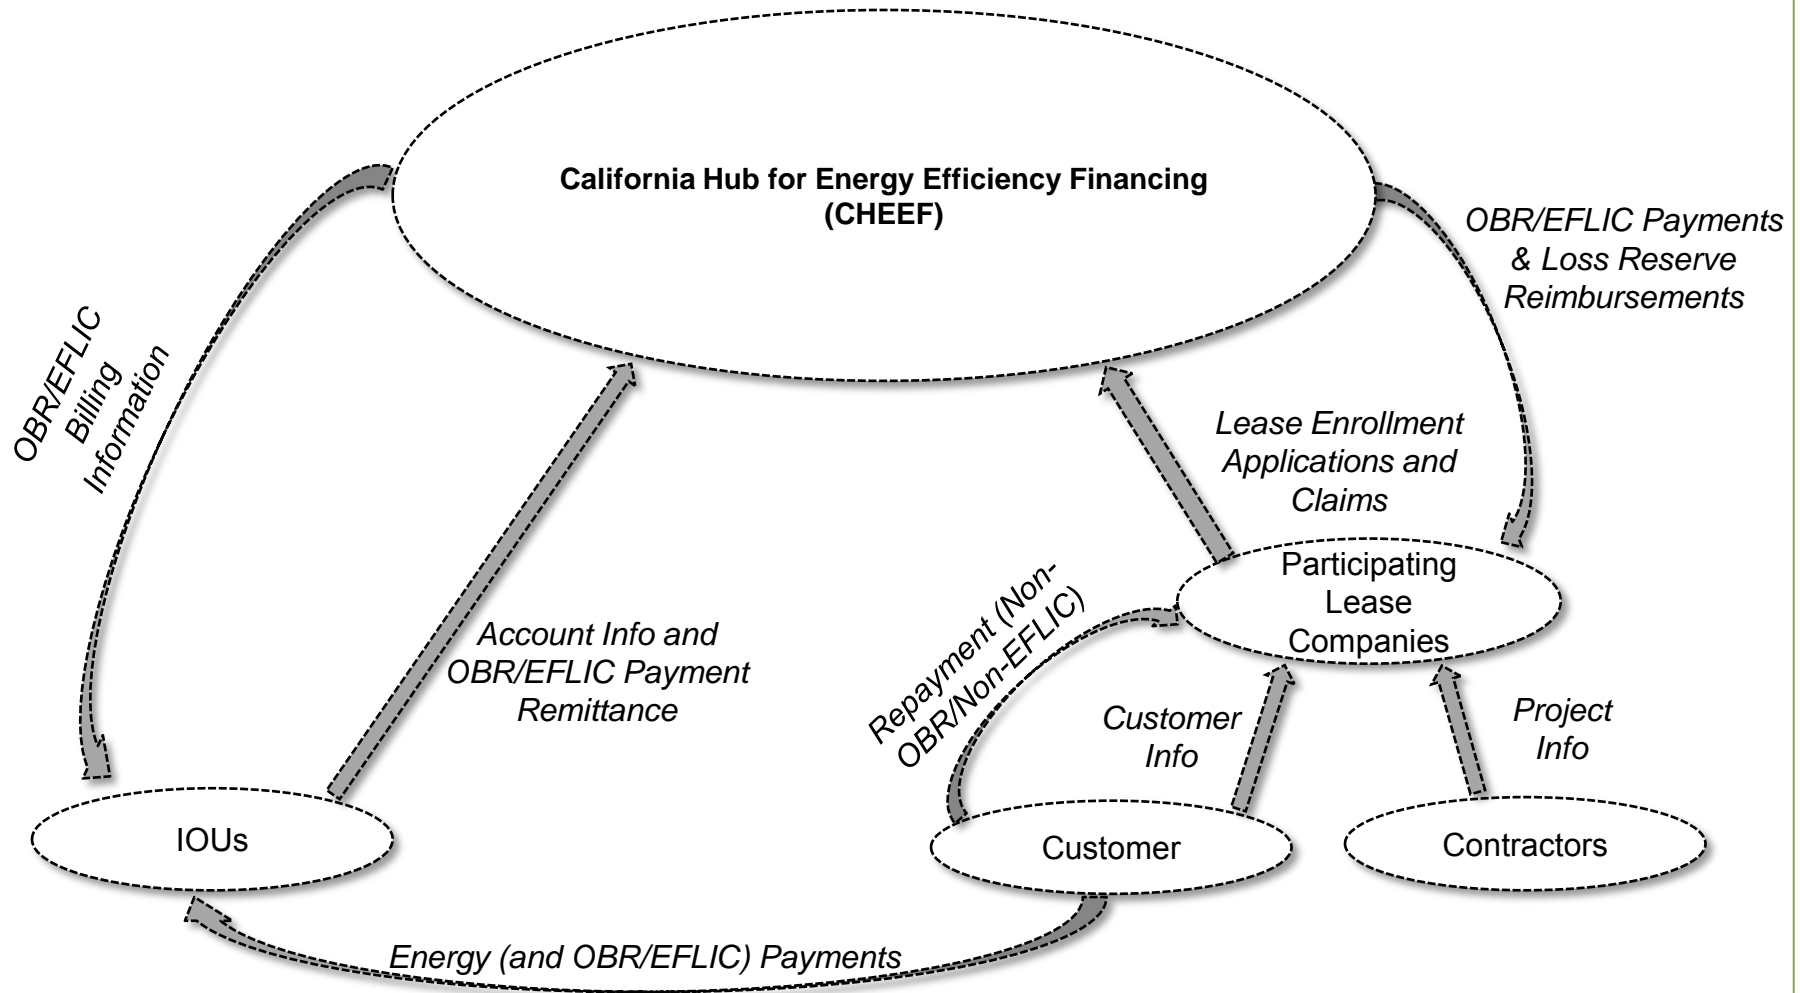 California Hub for Energy Efficiency Financing
(CHEEF)
OBR/EFLIC Payments
& Loss Reserve
Reimbursements
OBR/EFLIC
Billing
Information
Lease Enrollment
Applications and
Claims
Participating
Lease
Companies
Account Info and
OBR/EFLIC Payment
Remittance
Repayment (Non-
OBR/Non-EFLIC)
Customer
Info
Project
Info
IOUs
Customer
Contractors
Energy (and OBR/EFLIC) Payments